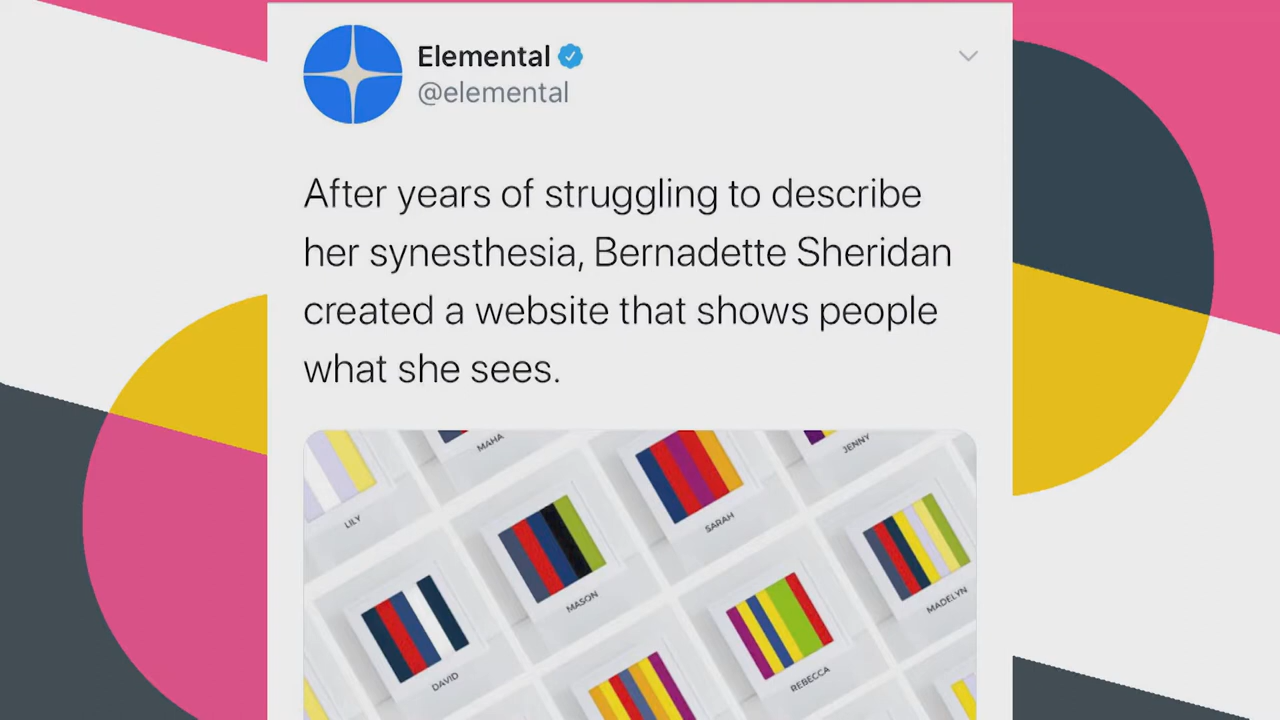 Elemental
@elemental
After years of struggling to describe
her synesthesia, Bernadette Sheridan
created a website that shows people
what she sees.
MAHA
JENNY
LILY
SARAH
MASON
MADELYN
DAVID
REBECCA